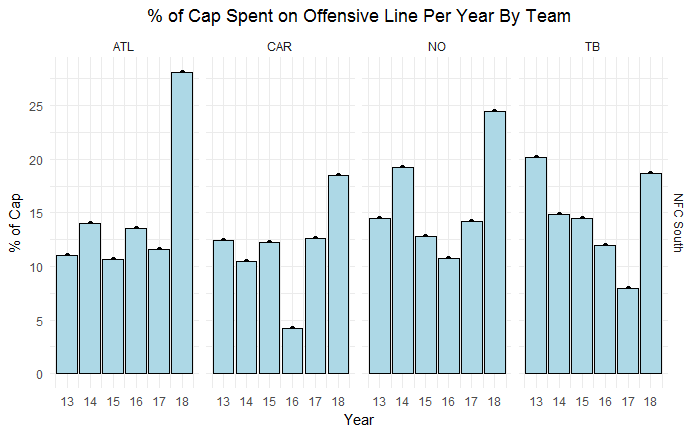 % of Cap Spent on Offensive Line Per Year By Team
ATL CAR NO TB
25
20
15
10
5
0
% of Cap
NFC South
13 14 15 16 17 18 13 14 15 16 17 18 13 14 15 16 17 18 13 14 15 16 17 18
Year